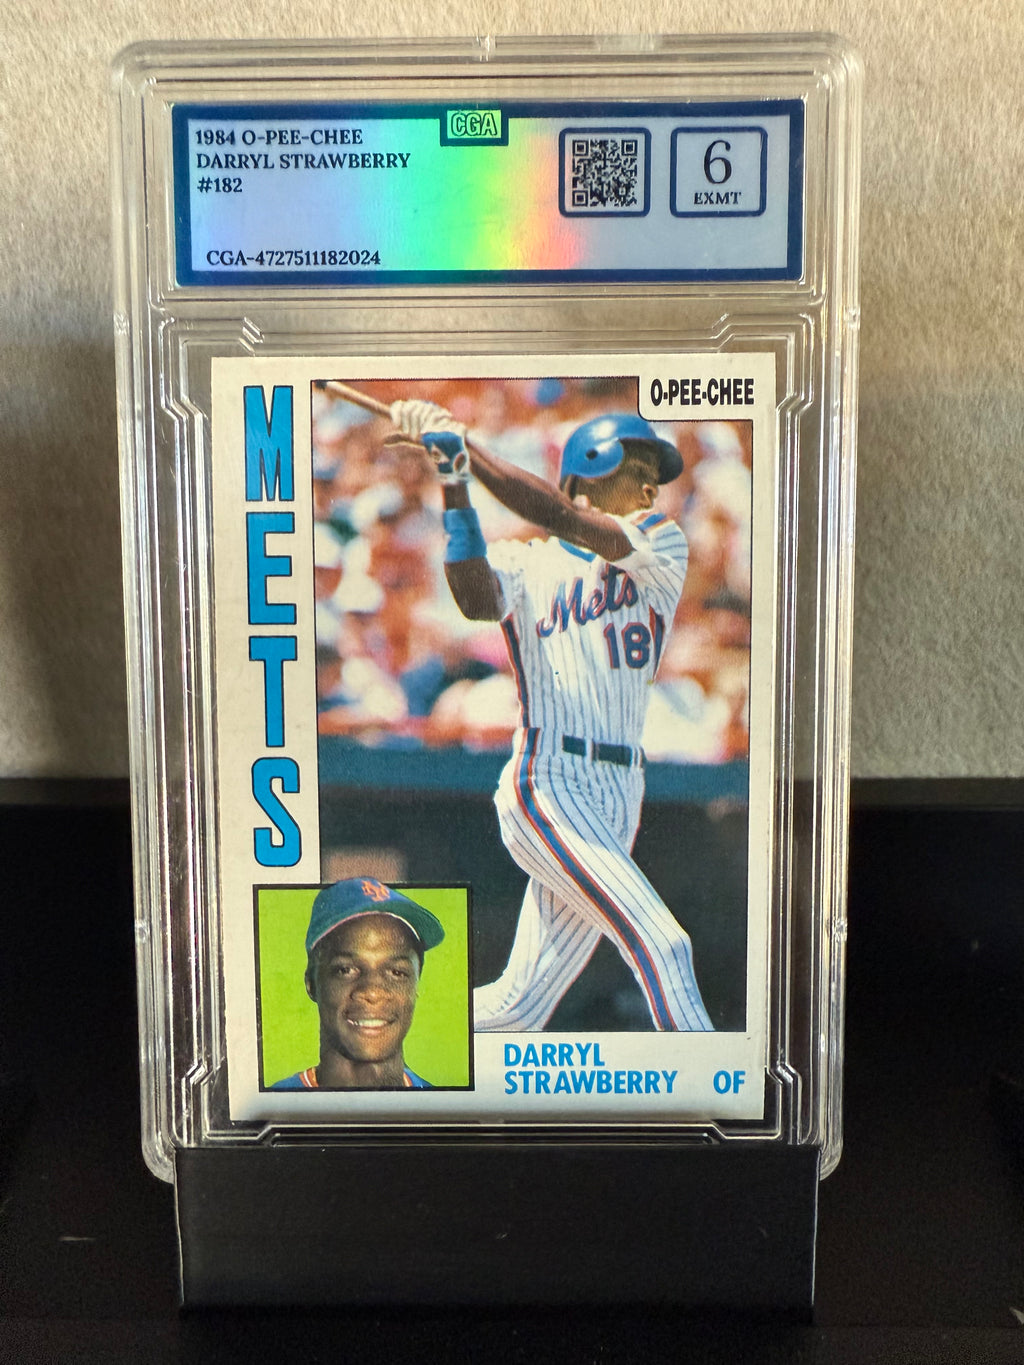 CGA
1984 O-PEE-CHEE
DARRYL STRAWBERRY
#182
CGA-4727511182024
6
EXMT
O-PEE-CHEE
METS
Mets
18
DARRYL
STRAWBERRY OF